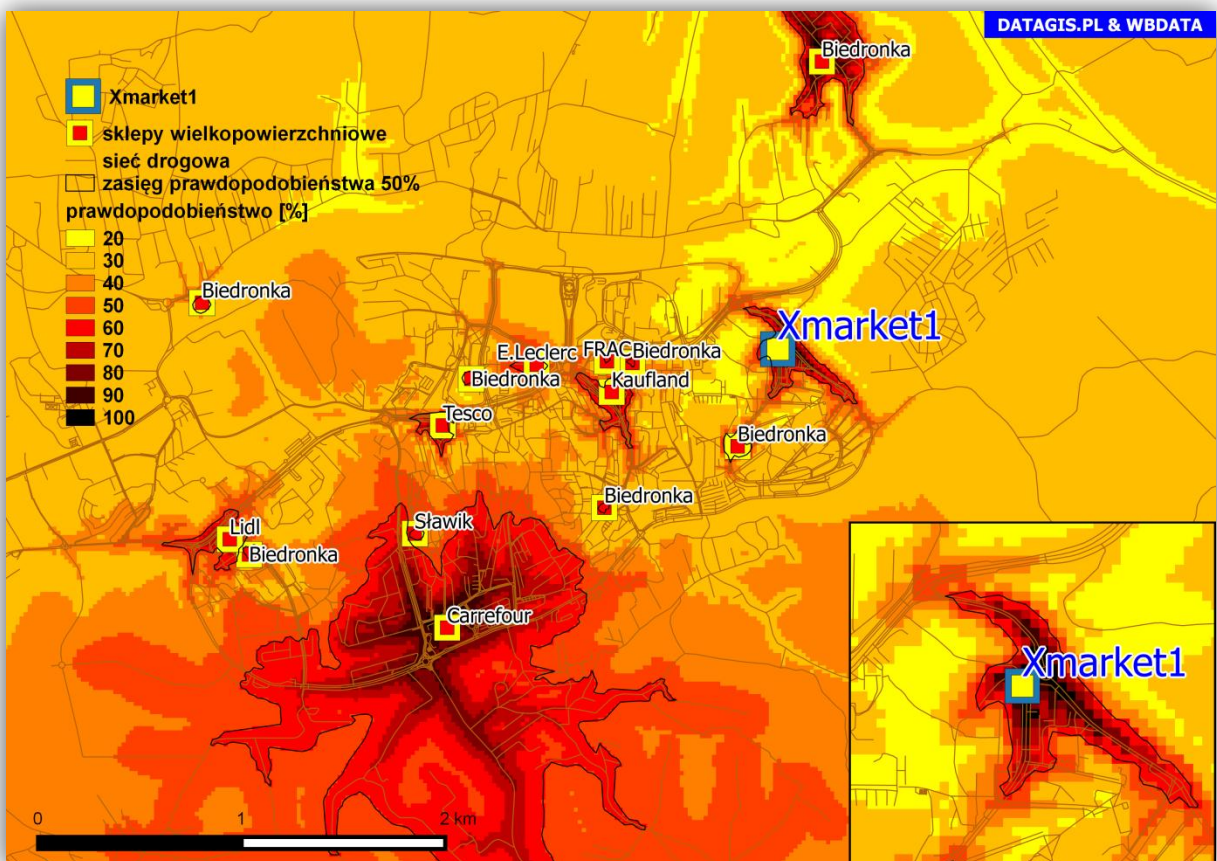 DATAGIS.PL & WBDATA
Biedronka
Xmarket1
sklepy wielkopowierzchniowe
sieć drogowa
zasięg prawdopodobieństwa 50%
prawdopodobieństwo [%]
20
30
40
50
60
70
80
90
100
Biedronka
Xmarket1
E.Leclerc
FRAC
Biedronka
Biedronka
Kaufland
Tesco
Biedronka
Biedronka
Sławik
Lidl
Biedronka
Carrefour
Xmarket1
0
1
2 km